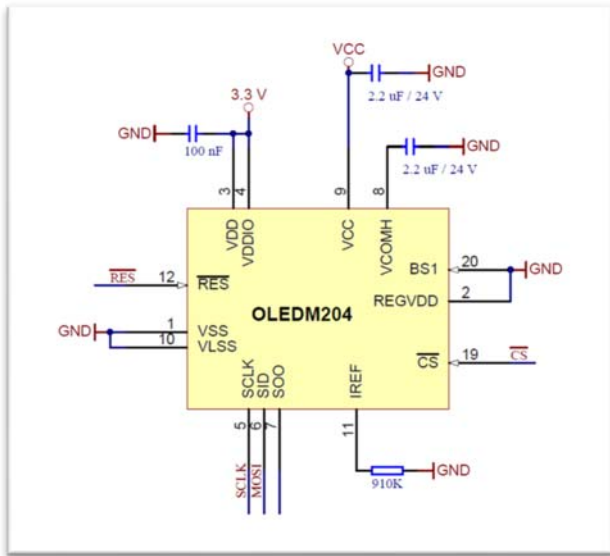 VCC
GND
2.2 uF / 24 V
3.3 V
GND
100 nF
GND
2.2 uF / 24 V
3
4
9
8
VDD
VDDIO
VCC
VCOMH
RES
12
RES
BS1
20
GND
REGVDD
2
OLEDM204
GND
1
VSS
10
VLSS
CS
19
CS
SCLK
SID
SOO
IREF
5
6
7
11
SCLK
MOSI
910K
GND